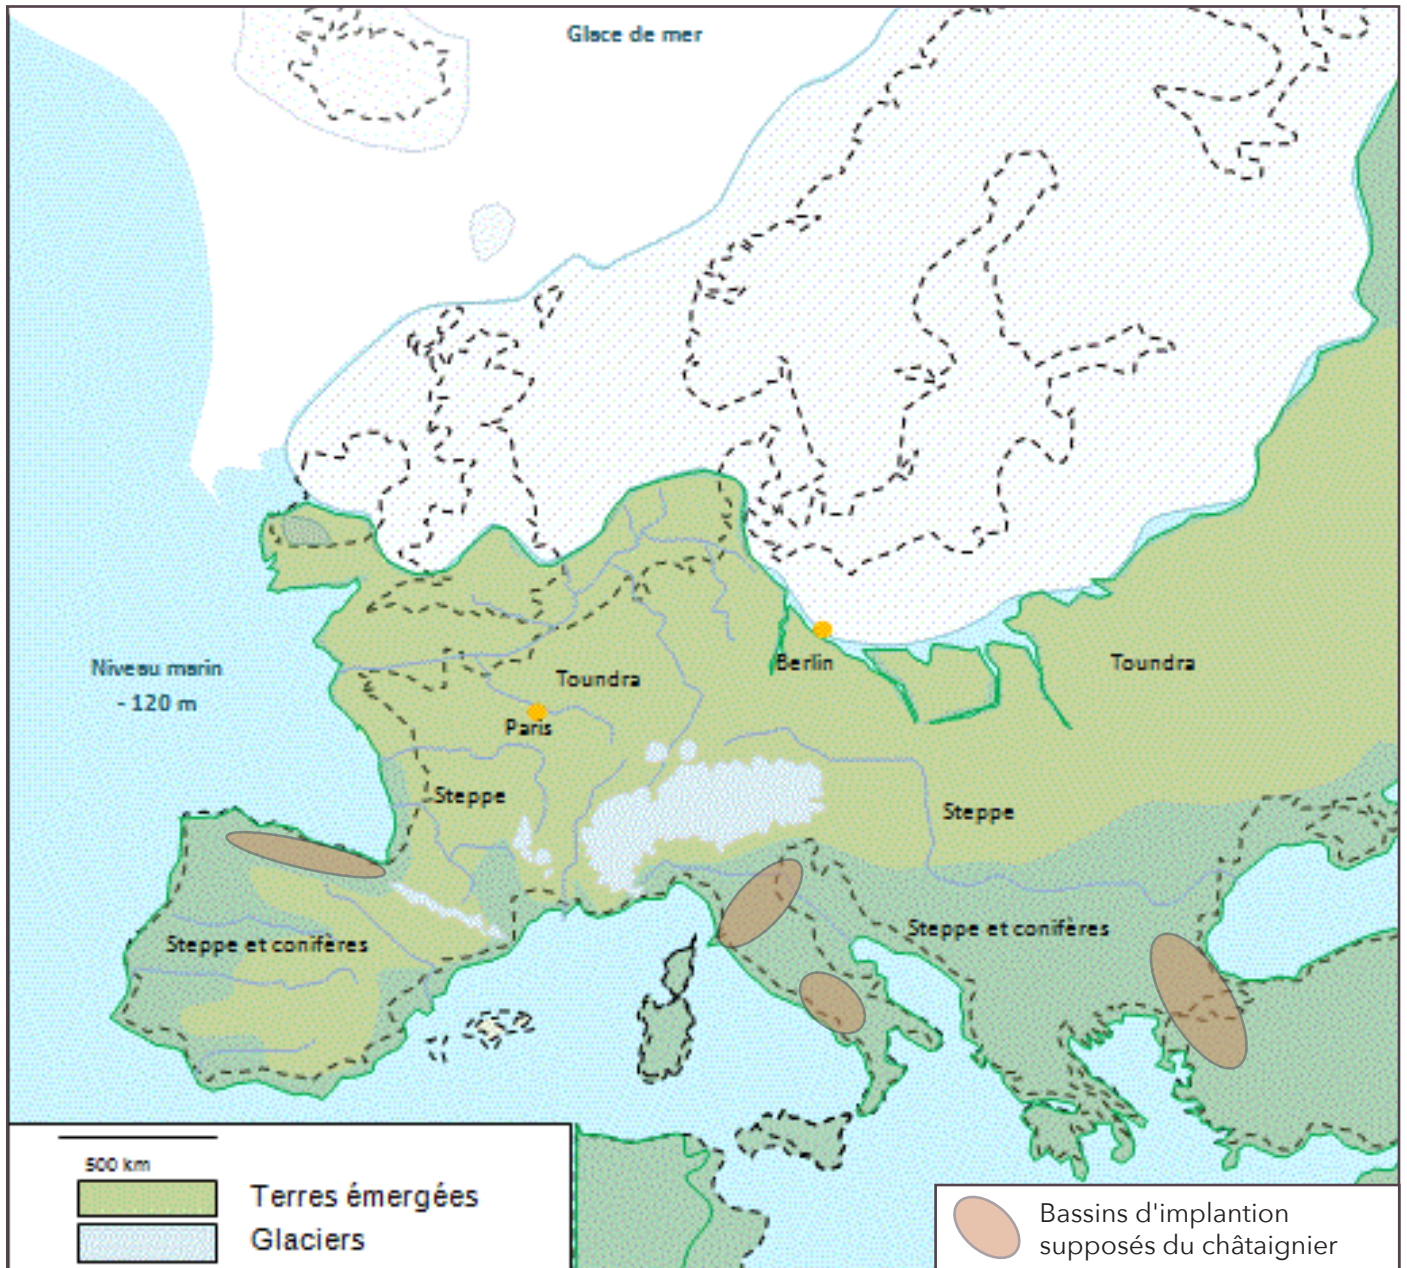 Glace de mer
Niveau marin
- 120 m
Toundra
Berlin
Toundra
Paris
Steppe
Steppe
Steppe et conifères
Steppe et conifères
500 km
Terres émergées
Glaciers
Bassins d'implantion
supposés du châtaignier